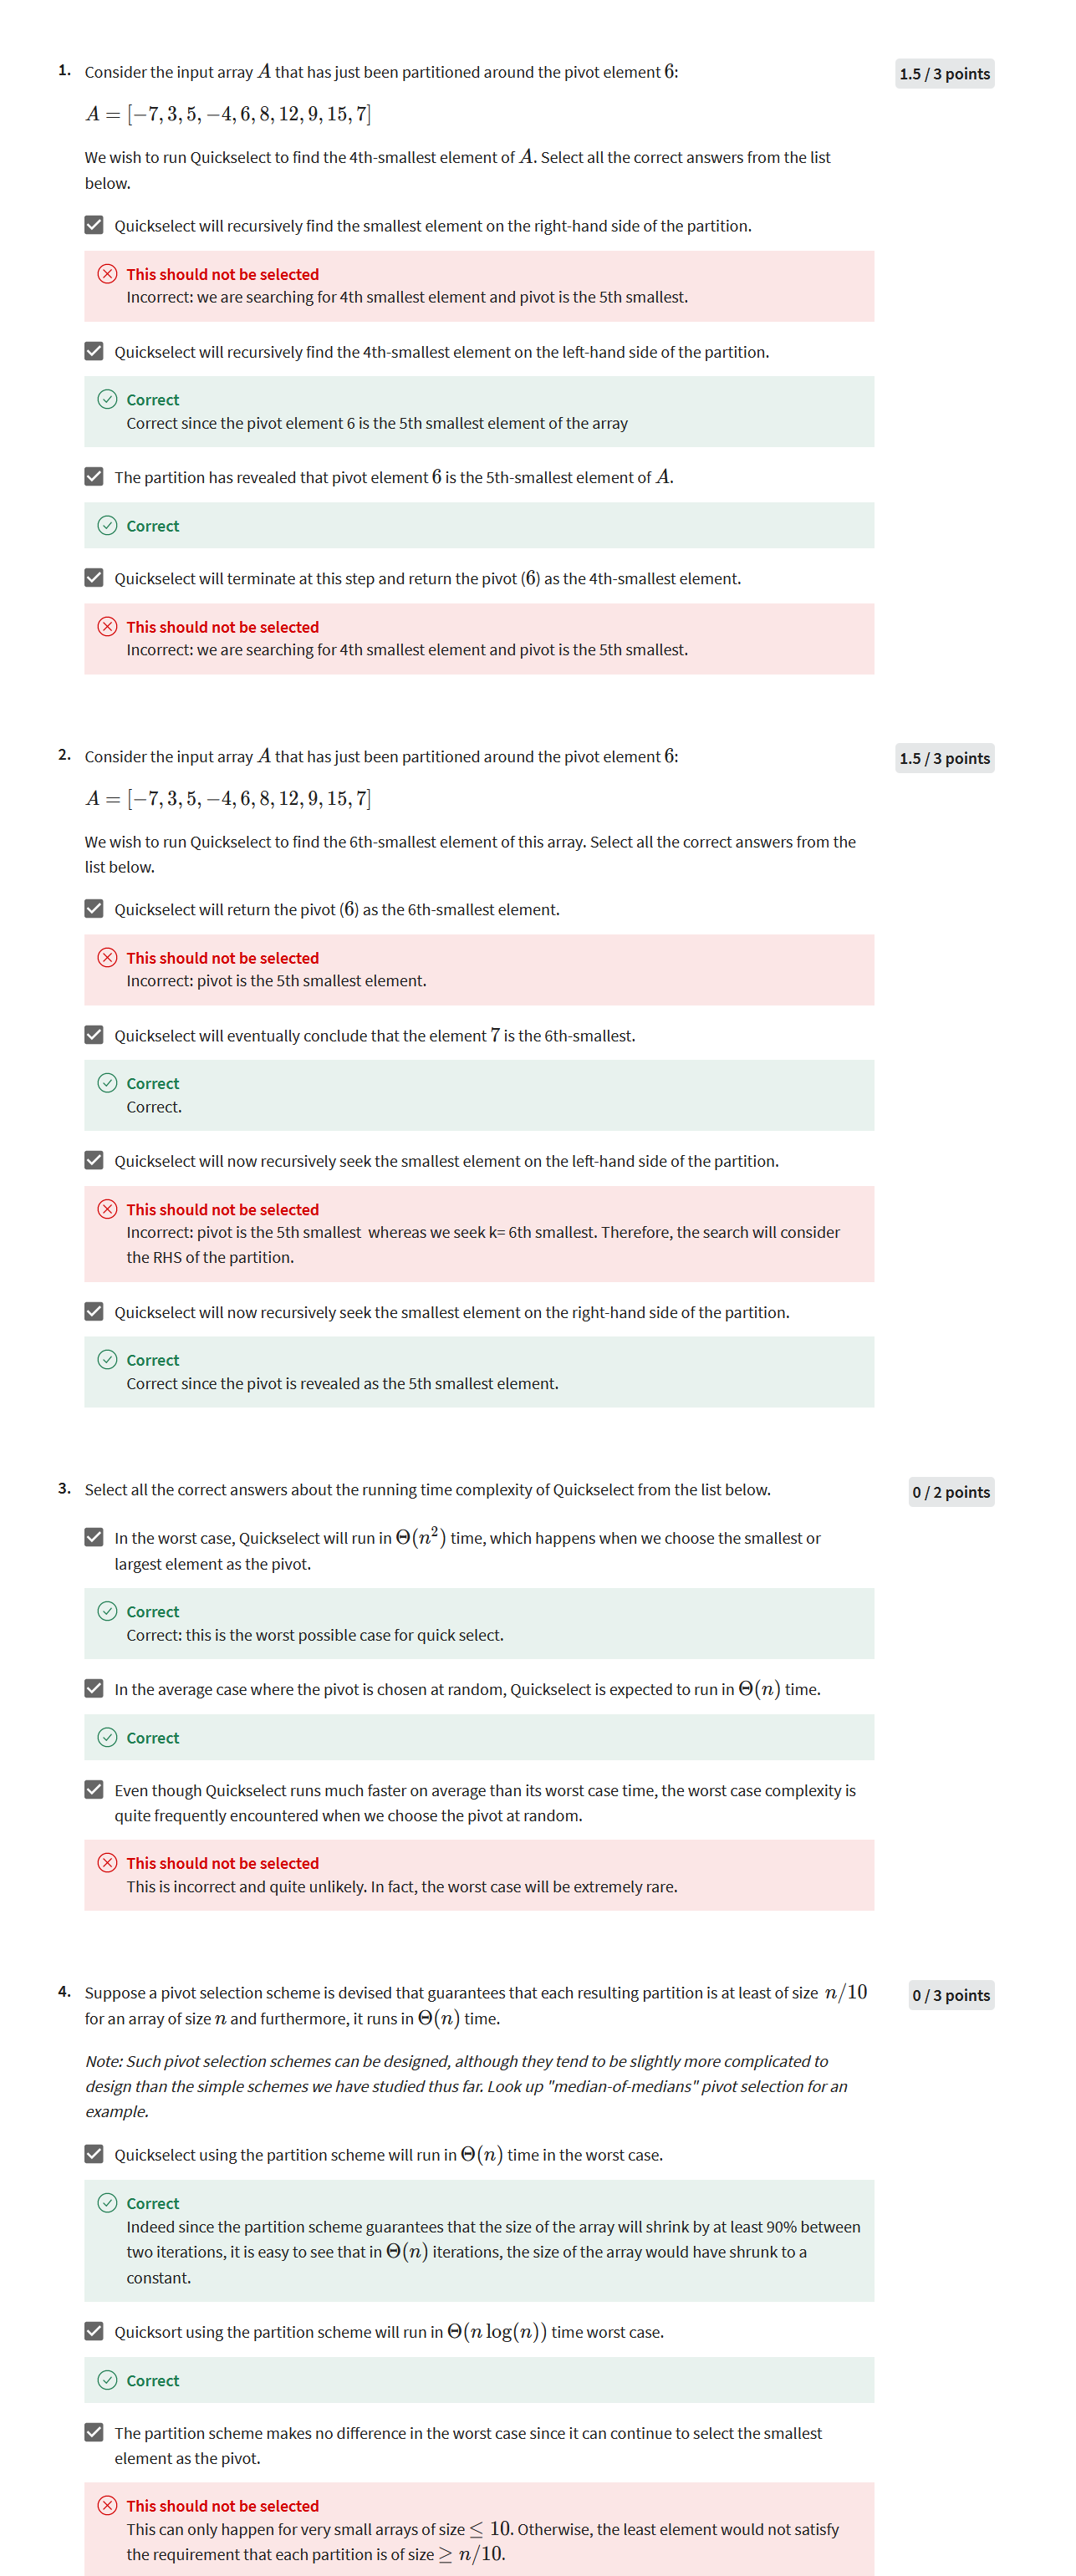 1. Consider the input array A that has just been partitioned around the pivot element 6:
1.5 / 3 points
A = [−7, 3, 5, −4, 6, 8, 12, 9, 15, 7]
We wish to run Quickselect to find the 4th-smallest element of A. Select all the correct answers from the list
below.
Quickselect will recursively find the smallest element on the right-hand side of the partition.
This should not be selected
Incorrect: we are searching for 4th smallest element and pivot is the 5th smallest.
Quickselect will recursively find the 4th-smallest element on the left-hand side of the partition.
Correct
Correct since the pivot element 6 is the 5th smallest element of the array
The partition has revealed that pivot element 6 is the 5th-smallest element of A.
Correct
Quickselect will terminate at this step and return the pivot (6) as the 4th-smallest element.
This should not be selected
Incorrect: we are searching for 4th smallest element and pivot is the 5th smallest.
2. Consider the input array A that has just been partitioned around the pivot element 6:
1.5 / 3 points
A = [−7, 3, 5, −4, 6, 8, 12, 9, 15, 7]
We wish to run Quickselect to find the 6th-smallest element of this array. Select all the correct answers from the
list below.
Quickselect will return the pivot (6) as the 6th-smallest element.
This should not be selected
Incorrect: pivot is the 5th smallest element.
Quickselect will eventually conclude that the element 7 is the 6th-smallest.
Correct
Correct.
Quickselect will now recursively seek the smallest element on the left-hand side of the partition.
This should not be selected
Incorrect: pivot is the 5th smallest whereas we seek k= 6th smallest. Therefore, the search will consider
the RHS of the partition.
Quickselect will now recursively seek the smallest element on the right-hand side of the partition.
Correct
Correct since the pivot is revealed as the 5th smallest element.
3. Select all the correct answers about the running time complexity of Quickselect from the list below.
0 / 2 points
In the worst case, Quickselect will run in Θ(n²) time, which happens when we choose the smallest or
largest element as the pivot.
Correct
Correct: this is the worst possible case for quick select.
In the average case where the pivot is chosen at random, Quickselect is expected to run in Θ(n) time.
Correct
Even though Quickselect runs much faster on average than its worst case time, the worst case complexity is
quite frequently encountered when we choose the pivot at random.
This should not be selected
This is incorrect and quite unlikely. In fact, the worst case will be extremely rare.
4. Suppose a pivot selection scheme is devised that guarantees that each resulting partition is at least of size n/10
0 / 3 points
for an array of size n and furthermore, it runs in Θ(n) time.
Note: Such pivot selection schemes can be designed, although they tend to be slightly more complicated to
design than the simple schemes we have studied thus far. Look up "median-of-medians" pivot selection for an
example.
Quickselect using the partition scheme will run in Θ(n) time in the worst case.
Correct
Indeed since the partition scheme guarantees that the size of the array will shrink by at least 90% between
two iterations, it is easy to see that in Θ(n) iterations, the size of the array would have shrunk to a
constant.
Quicksort using the partition scheme will run in Θ(n log(n)) time worst case.
Correct
The partition scheme makes no difference in the worst case since it can continue to select the smallest
element as the pivot.
This should not be selected
This can only happen for very small arrays of size ≤ 10. Otherwise, the least element would not satisfy
the requirement that each partition is of size ≥ n/10.